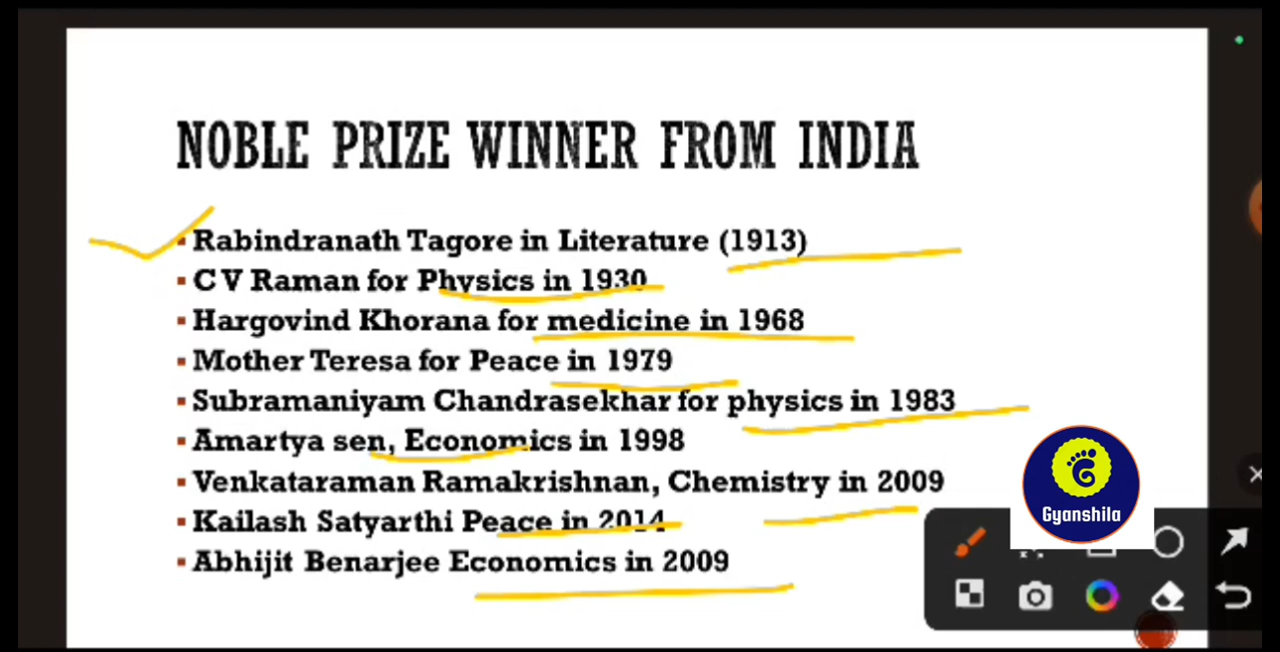 NOBLE PRIZE WINNER FROM INDIA
Rabindranath Tagore in Literature (1913)
CV Raman for Physics in 1930
Hargovind Khorana for medicine in 1968
Mother Teresa for Peace in 1979
Subramaniyam Chandrasekhar for physics in 1983
Amartya sen, Economics in 1998
Venkataraman Ramakrishnan, Chemistry in 2009
Kailash Satyarthi Peace in 2014
Abhijit Benarjee Economics in 2009
Gyanshila